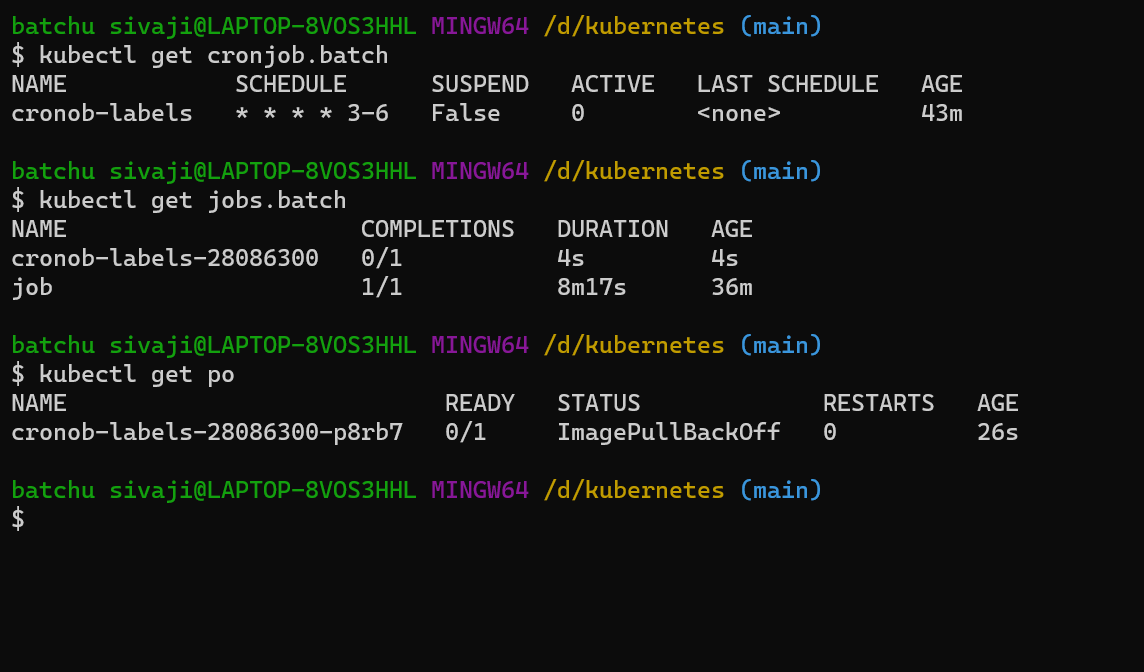 batchu sivaji@LAPTOP-8VOS3HHL MINGW64 /d/kubernetes (main)
$ kubectl get cronjob.batch
NAME            SCHEDULE      SUSPEND   ACTIVE   LAST SCHEDULE   AGE
cronob-labels   * * * * 3-6   False     0        <none>          43m
batchu sivaji@LAPTOP-8VOS3HHL MINGW64 /d/kubernetes (main)
$ kubectl get jobs.batch
NAME                     COMPLETIONS   DURATION   AGE
cronob-labels-28086300   0/1           4s         4s
job                      1/1           8m17s      36m
batchu sivaji@LAPTOP-8VOS3HHL MINGW64 /d/kubernetes (main)
$ kubectl get po
NAME                           READY   STATUS             RESTARTS   AGE
cronob-labels-28086300-p8rb7   0/1     ImagePullBackOff   0          26s
batchu sivaji@LAPTOP-8VOS3HHL MINGW64 /d/kubernetes (main)
$